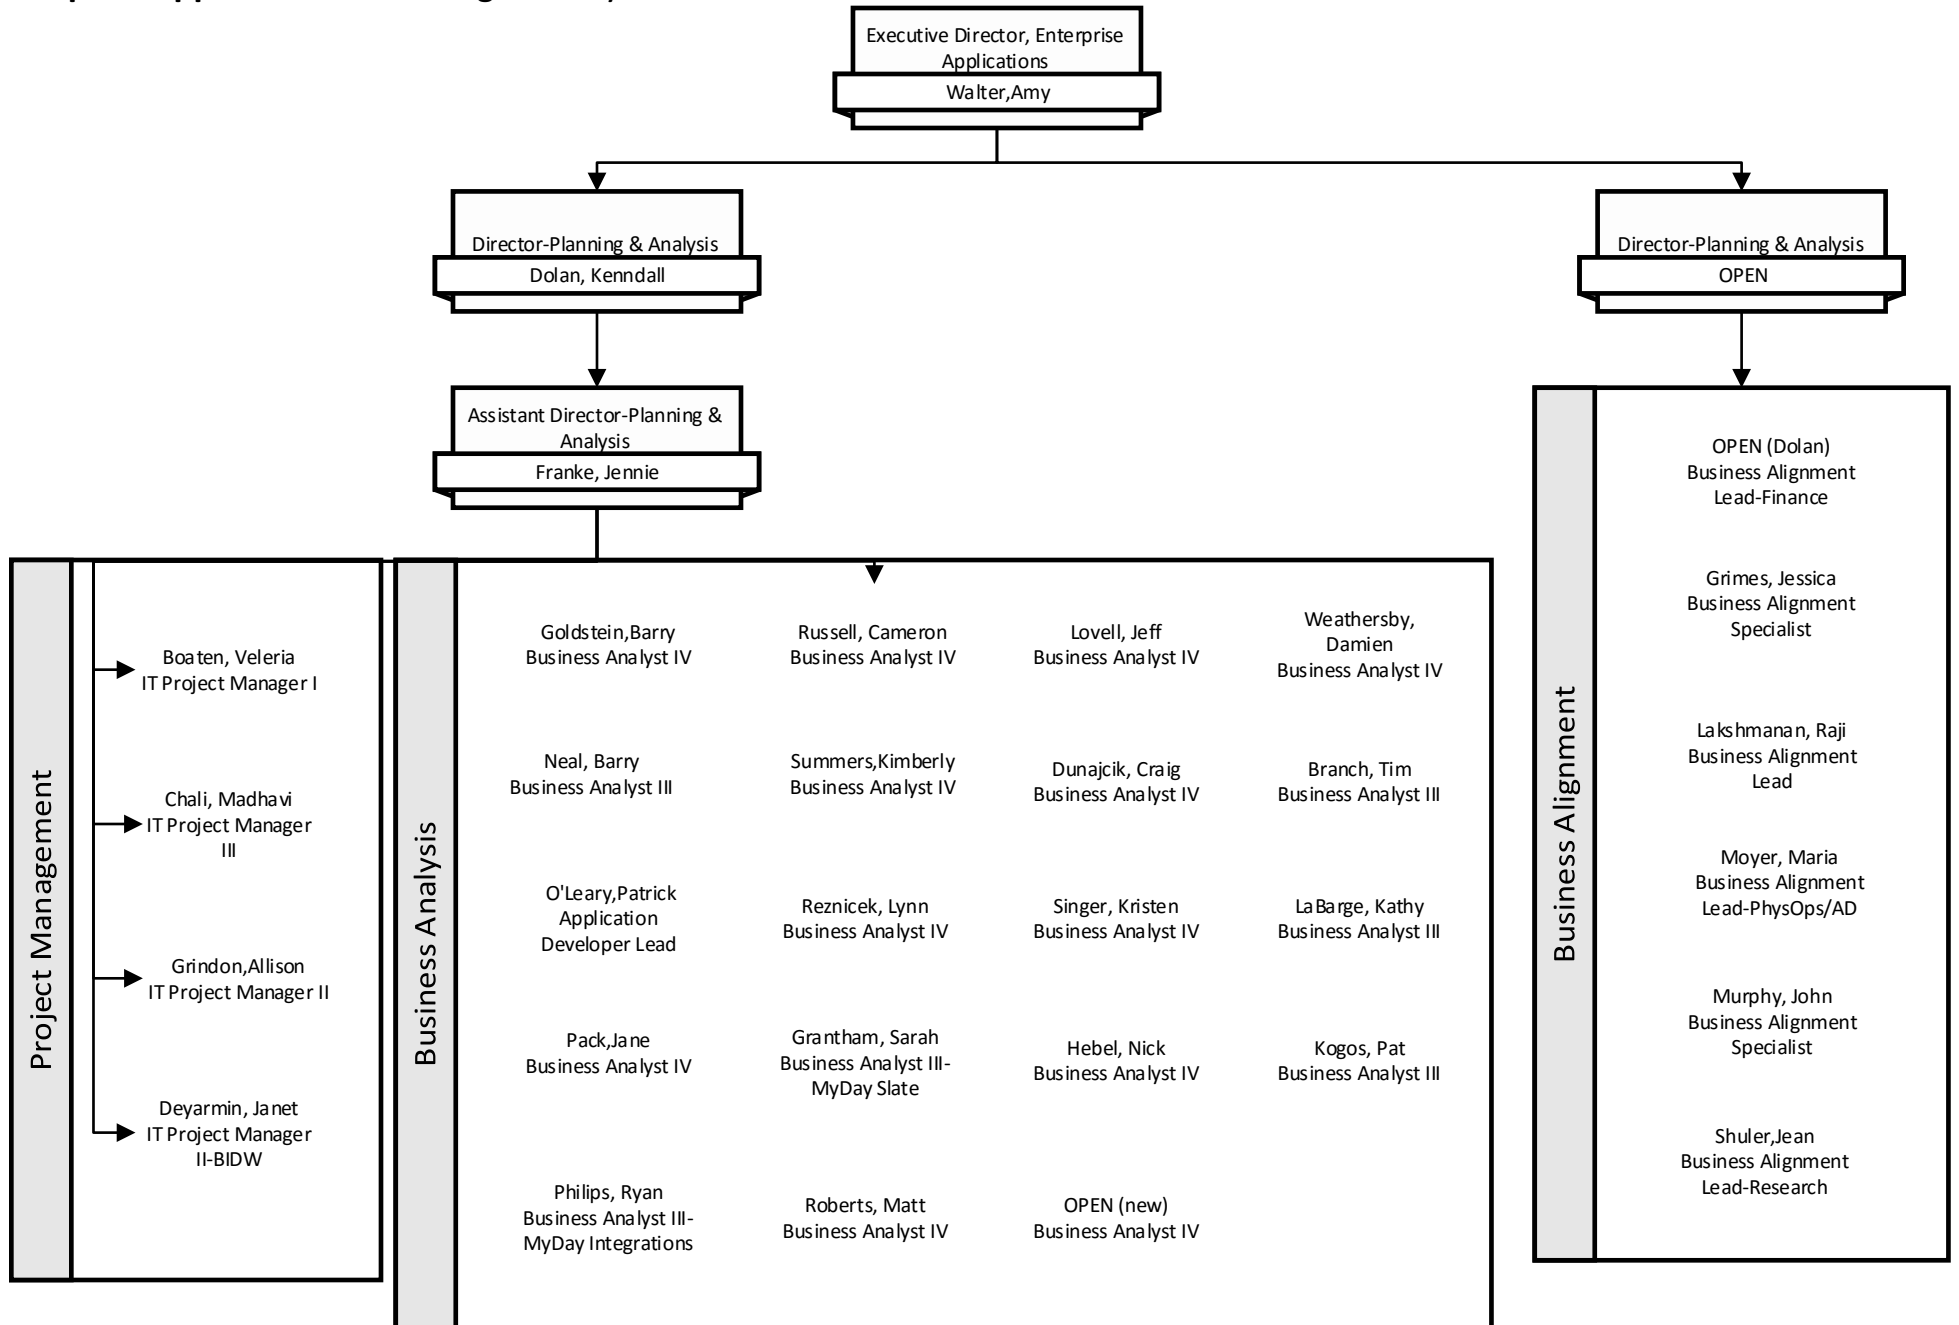 Executive Director, Enterprise
Applications
Walter,Amy
Director-Planning & Analysis
Dolan, Kenndall
Director-Planning & Analysis
OPEN
Assistant Director-Planning &
Analysis
Franke, Jennie
Project Management
Boaten, Veleria
IT Project Manager I
Chali, Madhavi
IT Project Manager
III
Grindon,Allison
IT Project Manager II
Deyarmin, Janet
IT Project Manager
II-BIDW
Business Analysis
Goldstein,Barry
Business Analyst IV
Russell, Cameron
Business Analyst IV
Lovell, Jeff
Business Analyst IV
Weathersby,
Damien
Business Analyst IV
Neal, Barry
Business Analyst III
Summers,Kimberly
Business Analyst IV
Dunajcik, Craig
Business Analyst IV
Branch, Tim
Business Analyst III
O'Leary,Patrick
Application
Developer Lead
Reznicek, Lynn
Business Analyst IV
Singer, Kristen
Business Analyst IV
LaBarge, Kathy
Business Analyst III
Pack,Jane
Business Analyst IV
Grantham, Sarah
Business Analyst III-
MyDay Slate
Hebel, Nick
Business Analyst IV
Kogos, Pat
Business Analyst III
Philips, Ryan
Business Analyst III-
MyDay Integrations
Roberts, Matt
Business Analyst IV
OPEN (new)
Business Analyst IV
Business Alignment
OPEN (Dolan)
Business Alignment
Lead-Finance
Grimes, Jessica
Business Alignment
Specialist
Lakshmanan, Raji
Business Alignment
Lead
Moyer, Maria
Business Alignment
Lead-PhysOps/AD
Murphy, John
Business Alignment
Specialist
Shuler,Jean
Business Alignment
Lead-Research